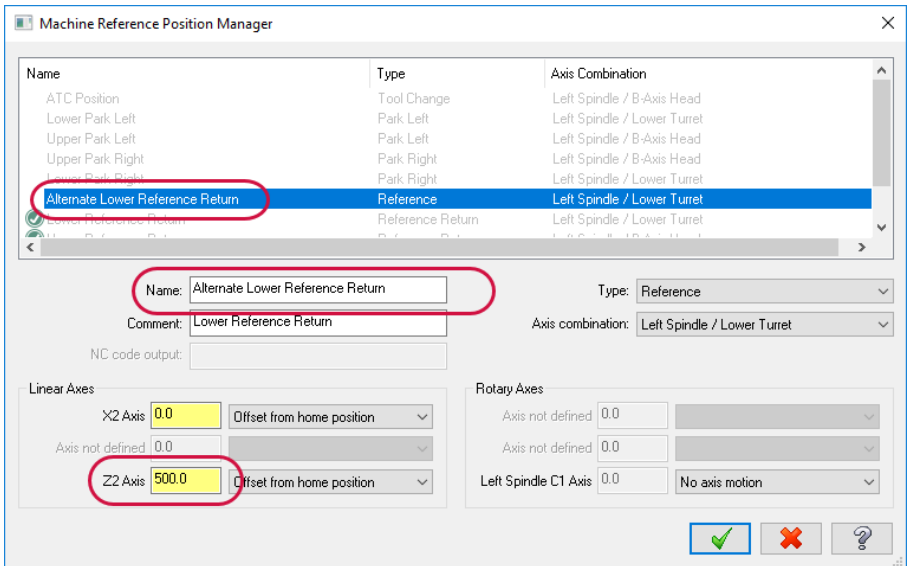 Machine Reference Position Manager
Name Type Axis Combination
ATC Position Tool Change Left Spindle / B-Axis Head
Lower Park Left Park Left Left Spindle / Lower Turret
Upper Park Left Park Left Left Spindle / B-Axis Head
Upper Park Right Park Right Left Spindle / B-Axis Head
Lower Park Right Park Right Left Spindle / Lower Turret
Alternate Lower Reference Return Reference Left Spindle / Lower Turret
Lower Reference Return Reference Return Left Spindle / Lower Turret
Name: Alternate Lower Reference Return Type: Reference
Comment: Lower Reference Return Axis combination: Left Spindle / Lower Turret
NC code output:
Linear Axes Rotary Axes
X2 Axis 0.0 Offset from home position Axis not defined 0.0
Axis not defined 0.0 Axis not defined 0.0
Z2 Axis 500.0 Offset from home position Left Spindle C1 Axis 0.0 No axis motion